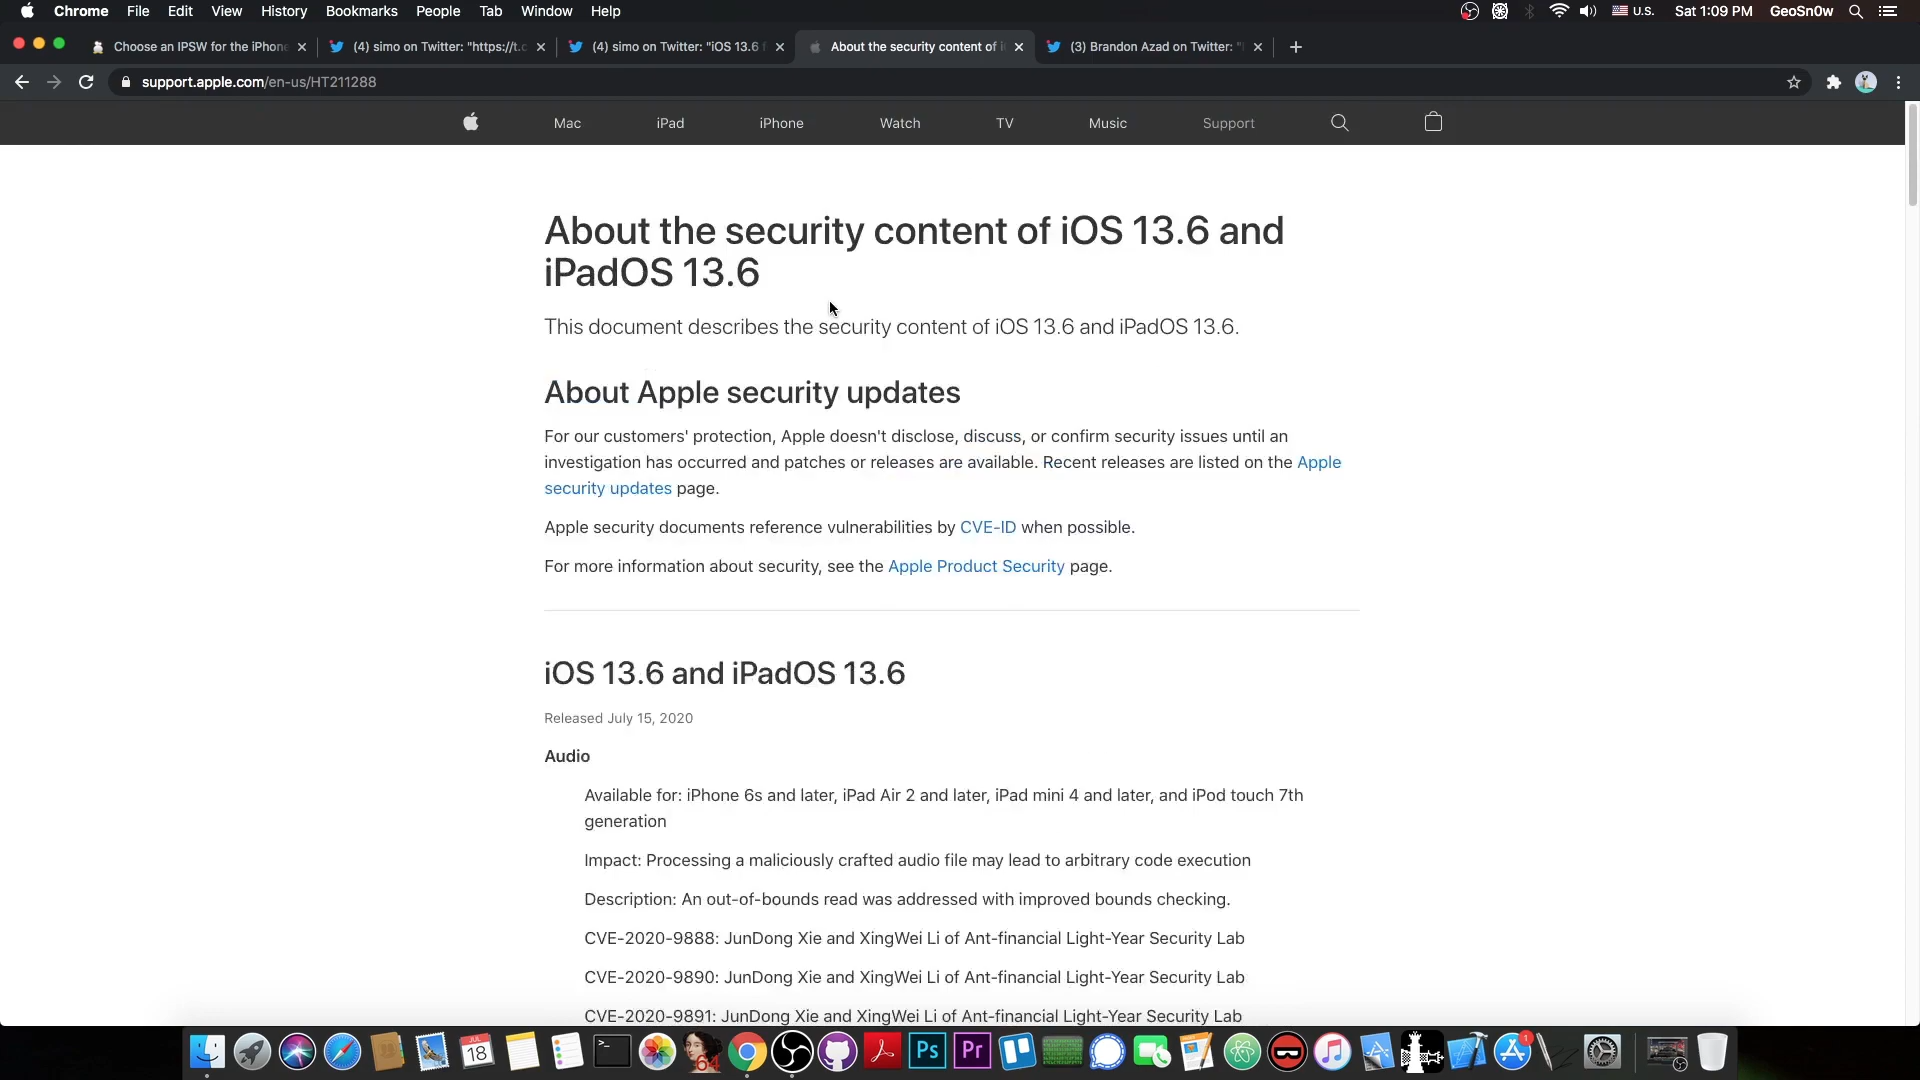 Chrome File Edit View History Bookmarks People Tab Window Help
U.S. Sat 1:09 PM GeoSn0w
Choose an IPSW for the iPhone
(4) simo on Twitter: "https://t.c
(4) simo on Twitter: "iOS 13.6 f
About the security content of i
(3) Brandon Azad on Twitter: "
support.apple.com/en-us/HT211288
Mac iPad iPhone Watch TV Music Support
About the security content of iOS 13.6 and
iPadOS 13.6
This document describes the security content of iOS 13.6 and iPadOS 13.6.
About Apple security updates
For our customers' protection, Apple doesn't disclose, discuss, or confirm security issues until an
investigation has occurred and patches or releases are available. Recent releases are listed on the Apple
security updates page.
Apple security documents reference vulnerabilities by CVE-ID when possible.
For more information about security, see the Apple Product Security page.
iOS 13.6 and iPadOS 13.6
Released July 15, 2020
Audio
Available for: iPhone 6s and later, iPad Air 2 and later, iPad mini 4 and later, and iPod touch 7th
generation
Impact: Processing a maliciously crafted audio file may lead to arbitrary code execution
Description: An out-of-bounds read was addressed with improved bounds checking.
CVE-2020-9888: JunDong Xie and XingWei Li of Ant-financial Light-Year Security Lab
CVE-2020-9890: JunDong Xie and XingWei Li of Ant-financial Light-Year Security Lab
CVE-2020-9891: JunDong Xie and XingWei Li of Ant-financial Light-Year Security Lab
JUL
18
64
Ps
Pr
1